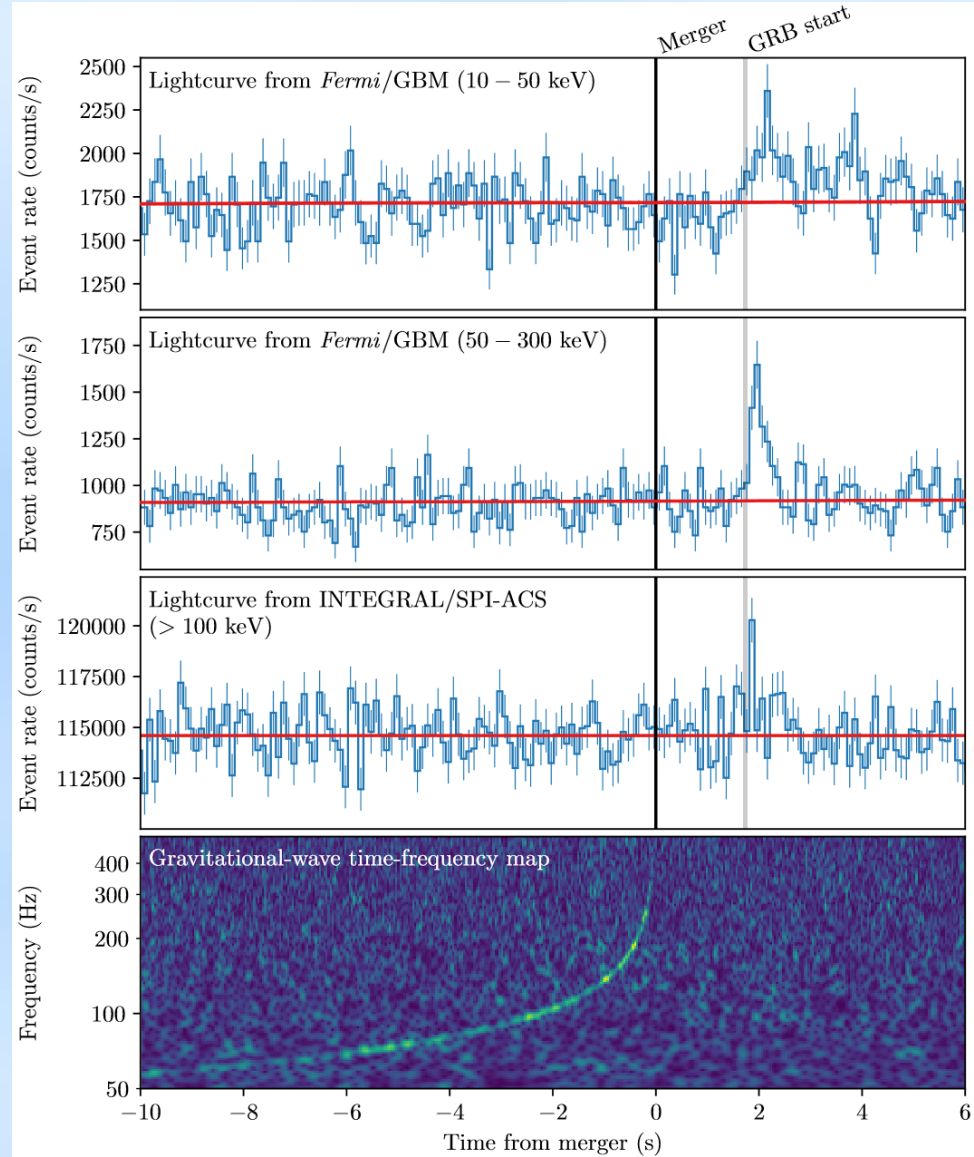 Merger
GRB start
Lightcurve from Fermi/GBM (10 – 50 keV)
Event rate (counts/s)
2500
2250
2000
1750
1500
1250
Lightcurve from Fermi/GBM (50 – 300 keV)
Event rate (counts/s)
1750
1500
1250
1000
750
Lightcurve from INTEGRAL/SPI-ACS
(> 100 keV)
Event rate (counts/s)
120000
117500
115000
112500
Gravitational-wave time-frequency map
Frequency (Hz)
400
300
200
100
50
−10 −8 −6 −4 −2 0 2 4 6
Time from merger (s)